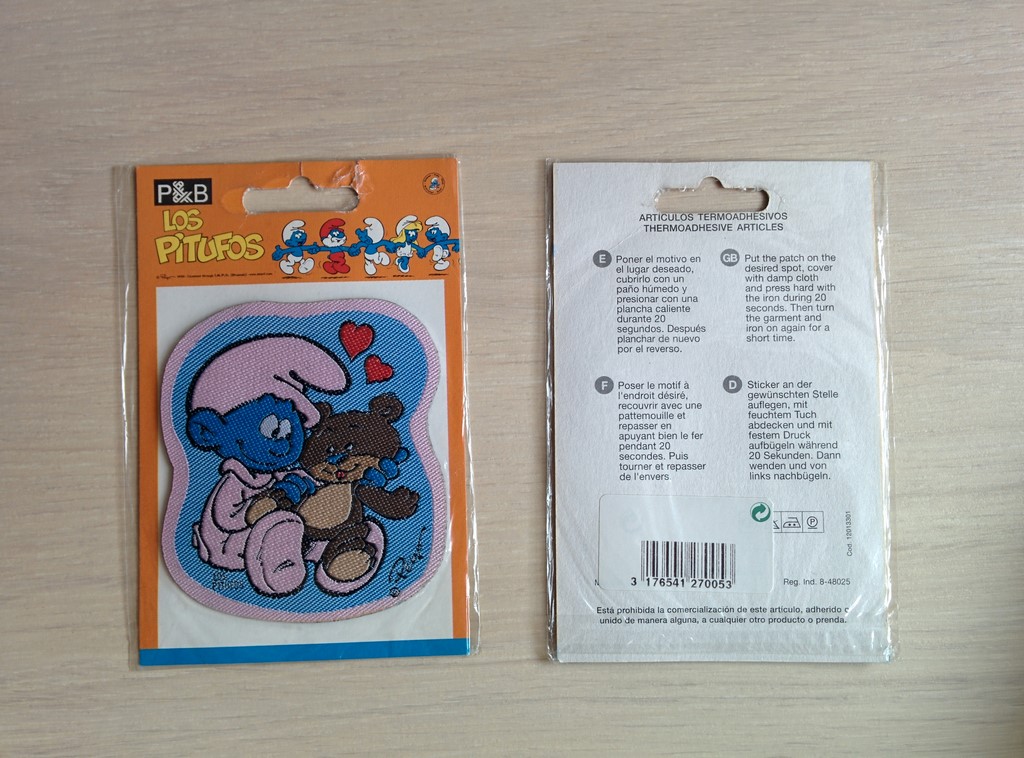 P&B
LOS
PITUFOS
LOS
PITUFOS
© Peyo
ARTICULOS TERMOADHESIVOS
THERMOADHESIVE ARTICLES
E
Poner el motivo en
el lugar deseado,
cubrirlo con un
paño húmedo y
presionar con una
plancha caliente
durante 20
segundos. Después
planchar de nuevo
por el reverso.
GB
Put the patch on the
desired spot, cover
with damp cloth
and press hard with
the iron during 20
seconds. Then turn
the garment and
iron on again for a
short time.
F
Poser le motif à
l'endroit désiré,
recouvrir avec une
pattemouille et
repasser en
apuyant bien le fer
pendant 20
secondes. Puis
tourner et repasser
de l'envers.
D
Sticker an der
gewünschten Stelle
auflegen, mit
feuchtem Tuch
abdecken und mit
festem Druck
aufbügeln während
20 Sekunden. Dann
wenden und von
links nachbügeln.
P
Cod. 12013301
3 176541 270053
Reg. Ind. 8-48025
Está prohibida la comercialización de este articulo, adherido o
unido de manera alguna, a cualquier otro producto o prenda.